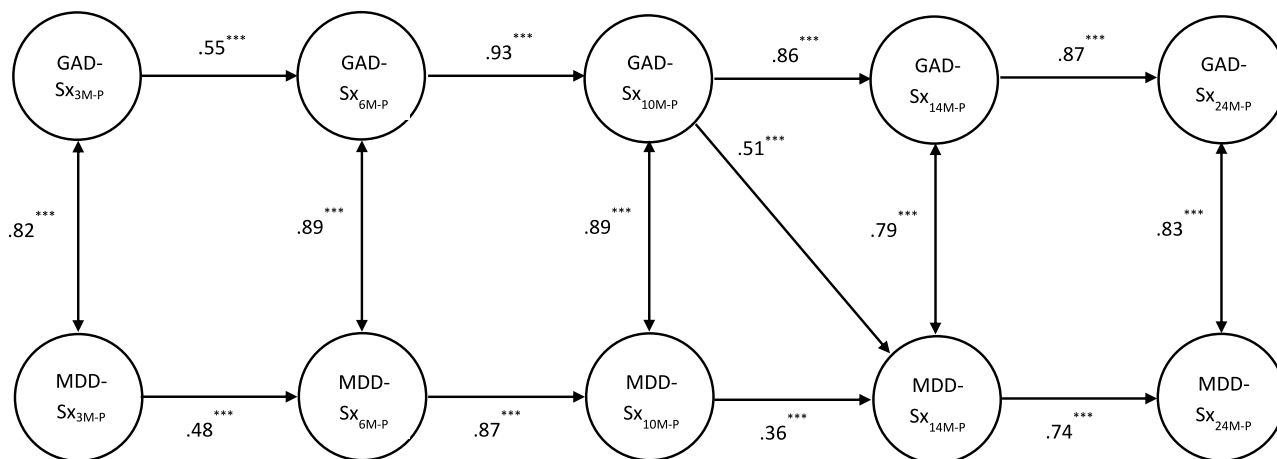 .55***
.93***
.86***
.87***
GAD-
Sx3M-P
GAD-
Sx6M-P
GAD-
Sx10M-P
GAD-
Sx14M-P
GAD-
Sx24M-P
.51***
.82***
.89***
.89***
.79***
.83***
MDD-
Sx3M-P
MDD-
Sx6M-P
MDD-
Sx10M-P
MDD-
Sx14M-P
MDD-
Sx24M-P
.48***
.87***
.36***
.74***